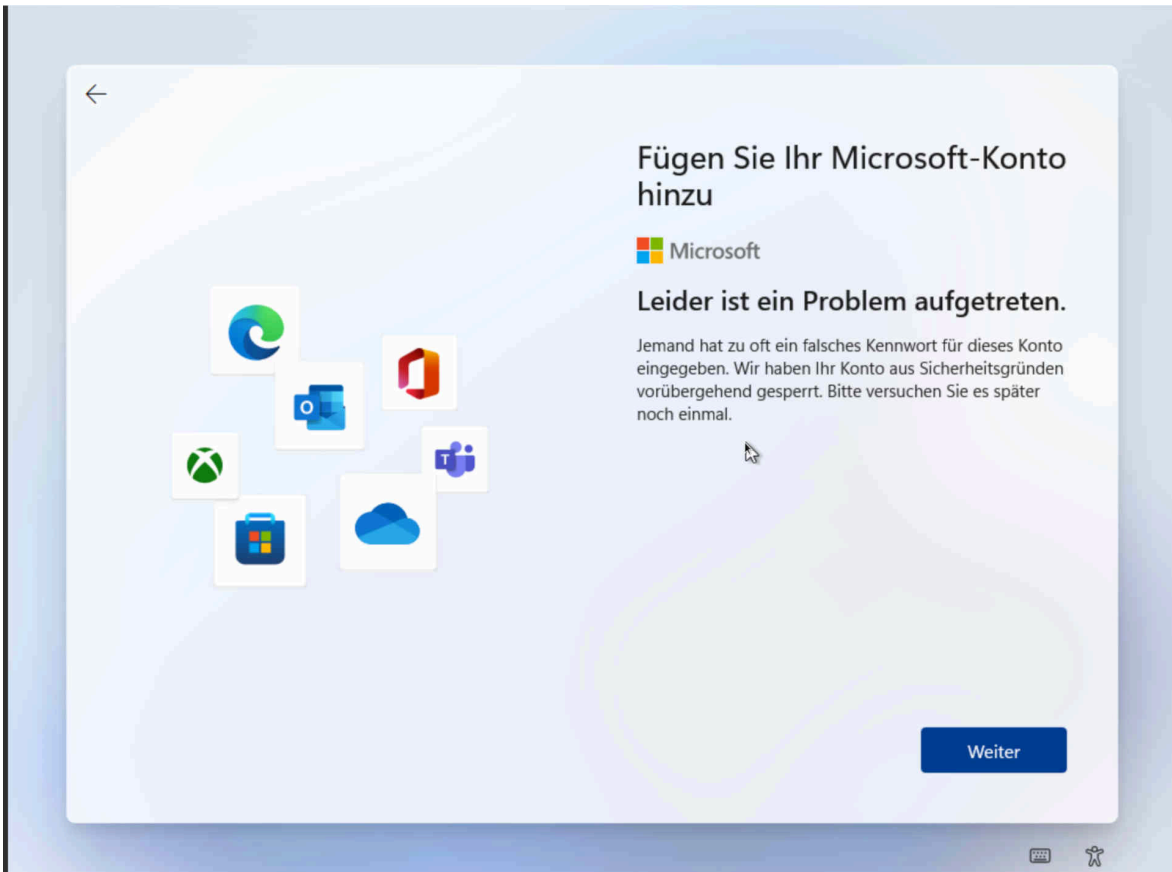 Fügen Sie Ihr Microsoft-Konto
hinzu
Microsoft
Leider ist ein Problem aufgetreten.
Jemand hat zu oft ein falsches Kennwort für dieses Konto
eingegeben. Wir haben Ihr Konto aus Sicherheitsgründen
vorübergehend gesperrt. Bitte versuchen Sie es später
noch einmal.
Weiter